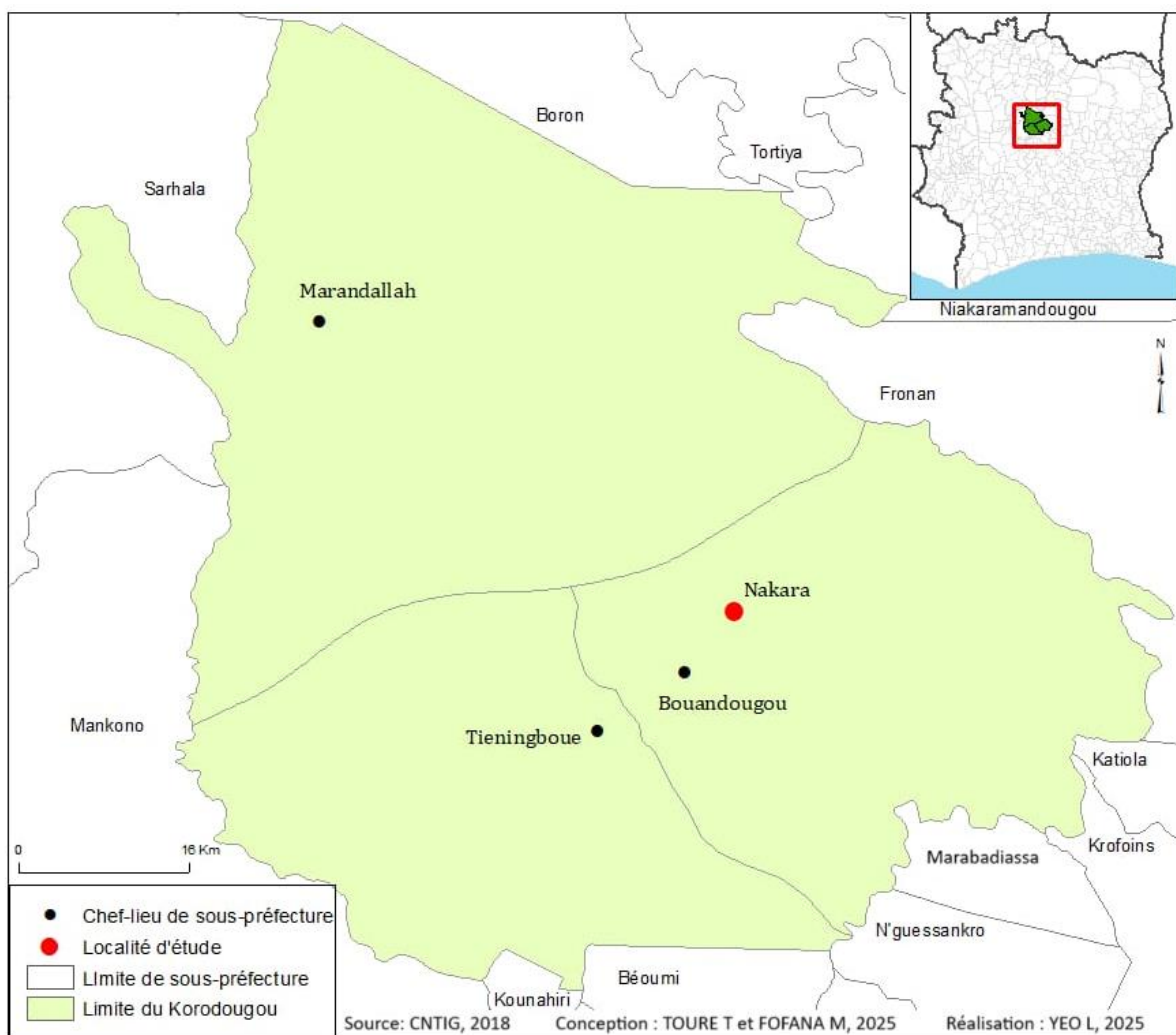 Boron
Tortiya
Sarhala
Marandallah
Niakaramandougou
N
Fronan
Nakara
Bouandougou
Mankono
Tieningboue
Katiola
0 16 Km
Krofoins
Marabadiassa
Chef-lieu de sous-préfecture
N'guessankro
Localité d'étude
LImite de sous-préfecture
Béoumi
Limite du Korodougou
Kounahiri
Source: CNTIG, 2018 Conception : TOURE T et FOFANA M, 2025 Réalisation : YEO L, 2025